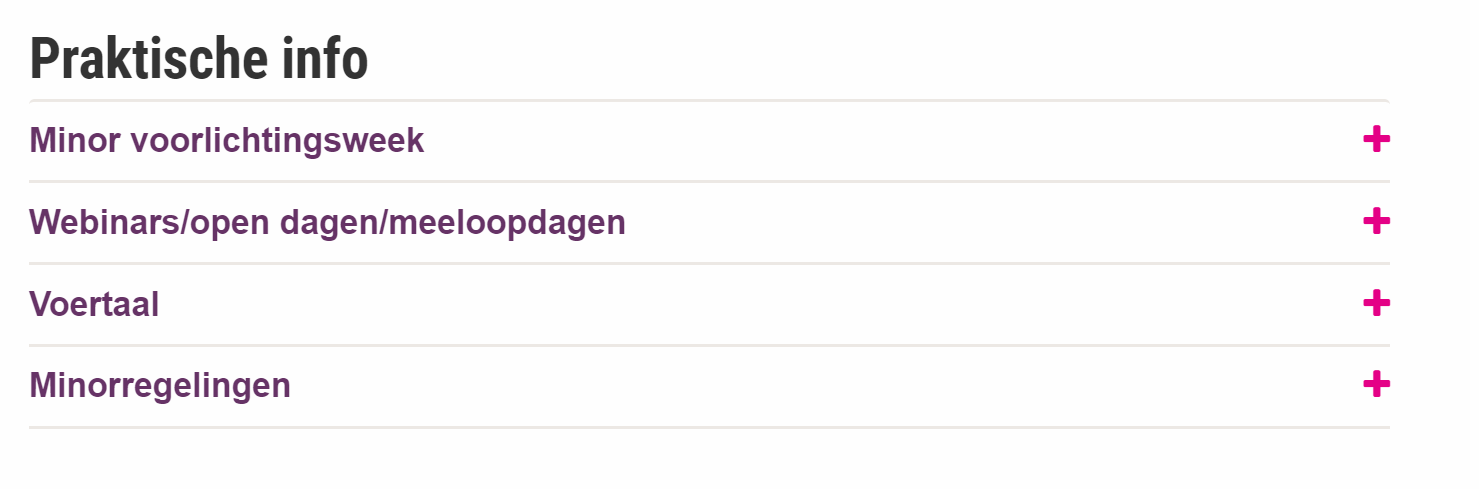 Praktische info
Minor voorlichtingsweek
Webinars/open dagen/meeloopdagen
Voertaal
Minorregelingen